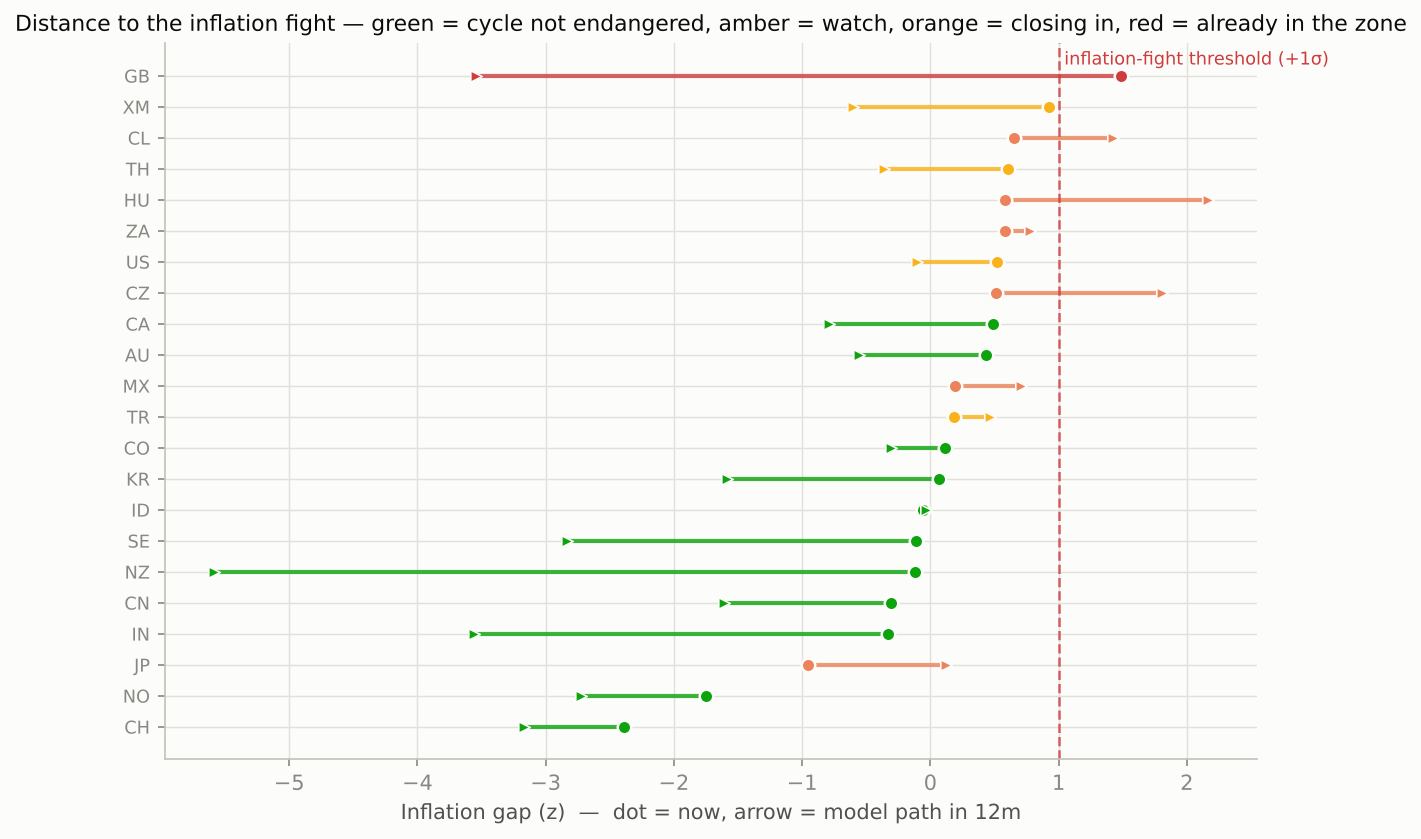 Distance to the inflation fight — green = cycle not endangered, amber = watch, orange = closing in, red = already in the zone
inflation-fight threshold (+1σ)
GB
XM
CL
TH
HU
ZA
US
CZ
CA
AU
MX
TR
CO
KR
ID
SE
NZ
CN
IN
JP
NO
CH
−5 −4 −3 −2 −1 0 1 2
Inflation gap (z) — dot = now, arrow = model path in 12m